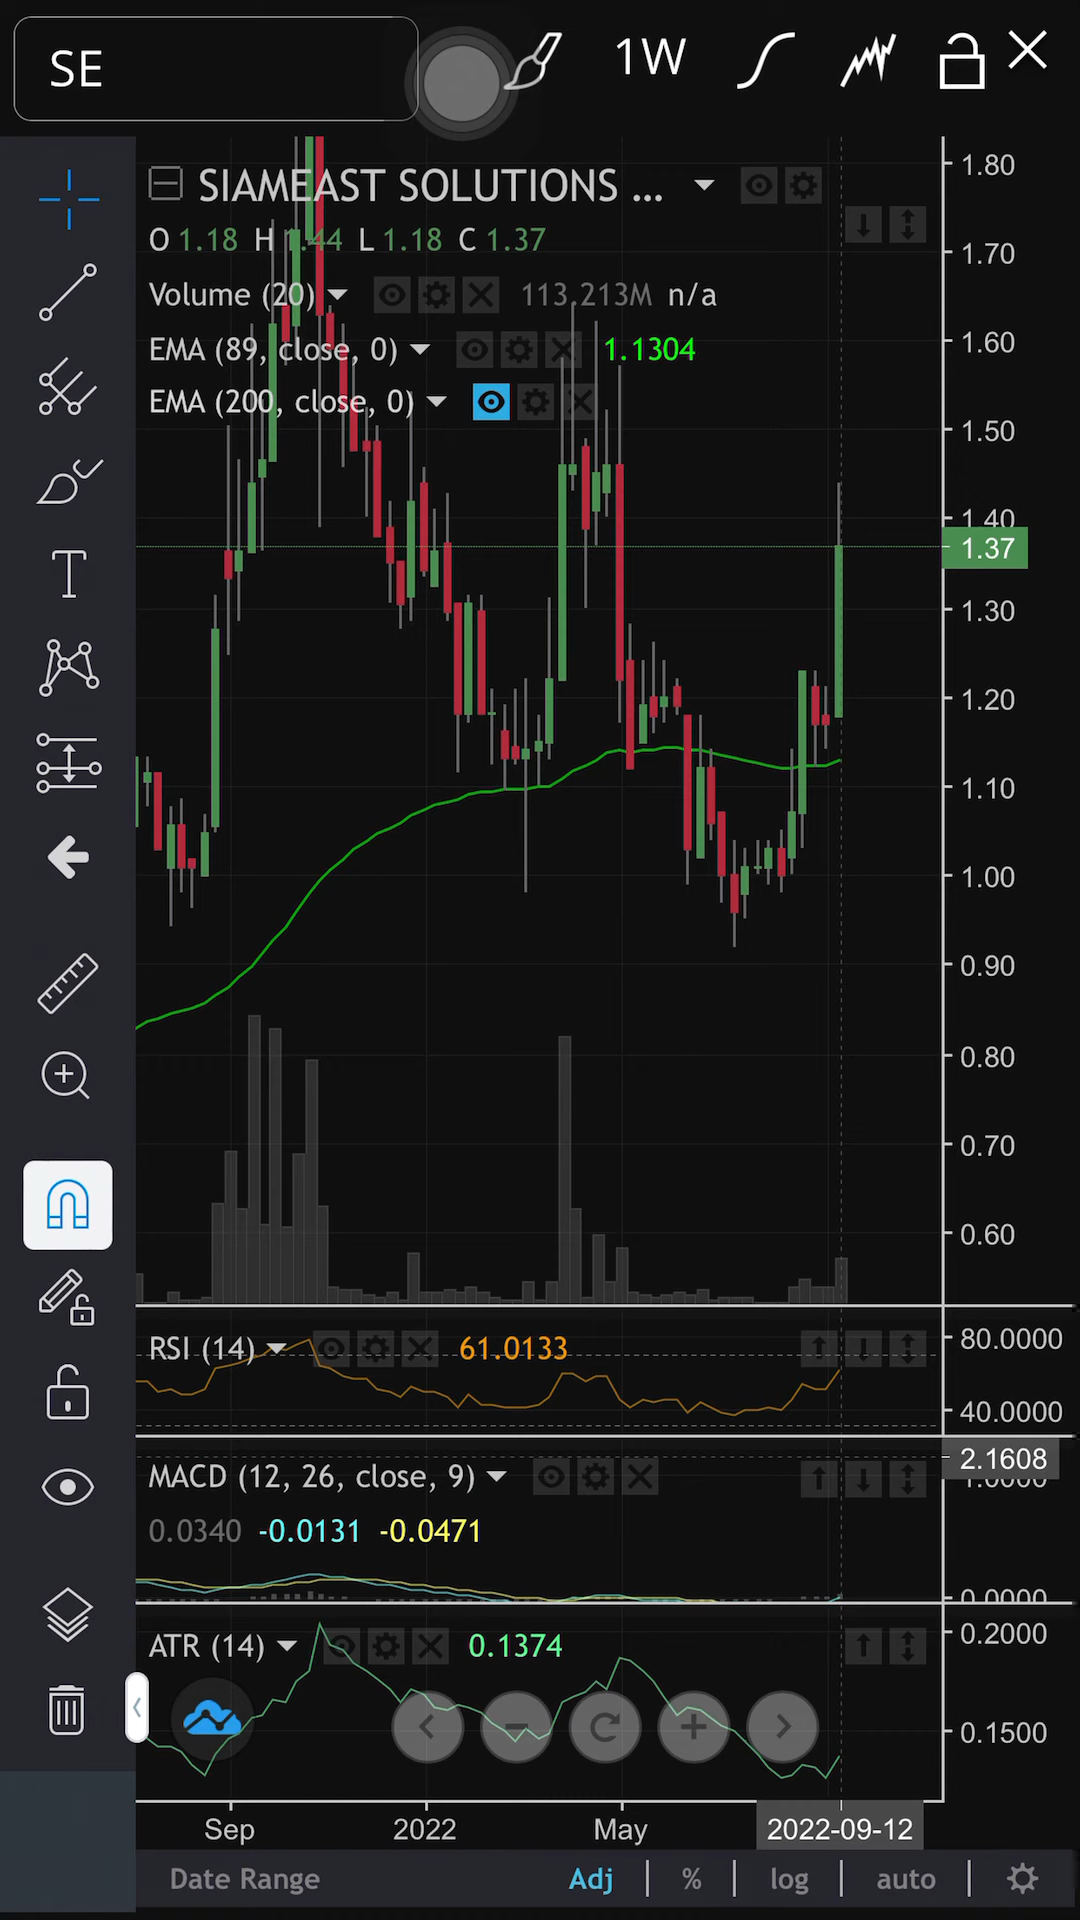 SE 1W
SIAMEAST SOLUTIONS ...
O 1.18 H 1.44 L 1.18 C 1.37
Volume (20) 113.213M n/a
EMA (89, close, 0) 1.1304
EMA (200, close, 0)
1.80
1.70
1.60
1.50
1.40
1.37
1.30
1.20
1.10
1.00
0.90
0.80
0.70
0.60
RSI (14) 61.0133
80.0000
40.0000
MACD (12, 26, close, 9)
2.1608
1.0000
0.0340 -0.0131 -0.0471
0.0000
ATR (14) 0.1374
0.2000
0.1500
Sep 2022 May 2022-09-12
Date Range Adj % log auto